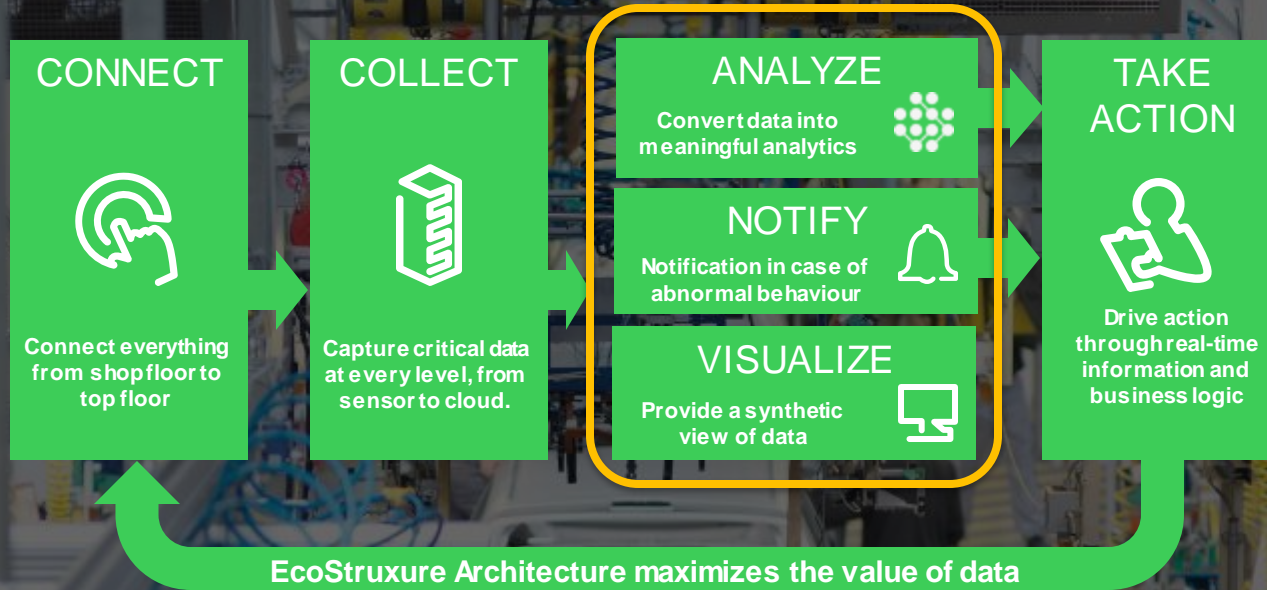 CONNECT
Connect everything
from shop floor to
top floor
COLLECT
Capture critical data
at every level, from
sensor to cloud.
ANALYZE
Convert data into
meaningful analytics
NOTIFY
Notification in case of
abnormal behaviour
VISUALIZE
Provide a synthetic
view of data
TAKE
ACTION
Drive action
through real-time
information and
business logic
EcoStruxure Architecture maximizes the value of data